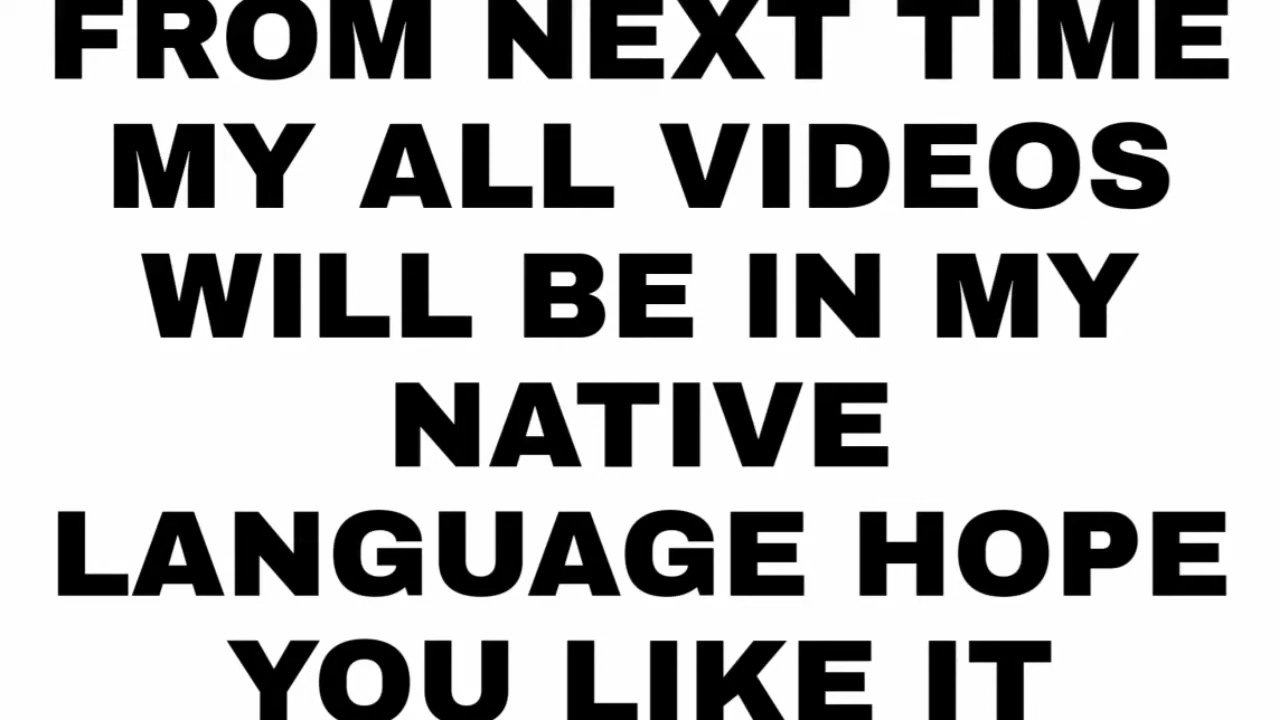 FROM NEXT TIME
MY ALL VIDEOS
WILL BE IN MY
NATIVE
LANGUAGE HOPE
YOU LIKE IT